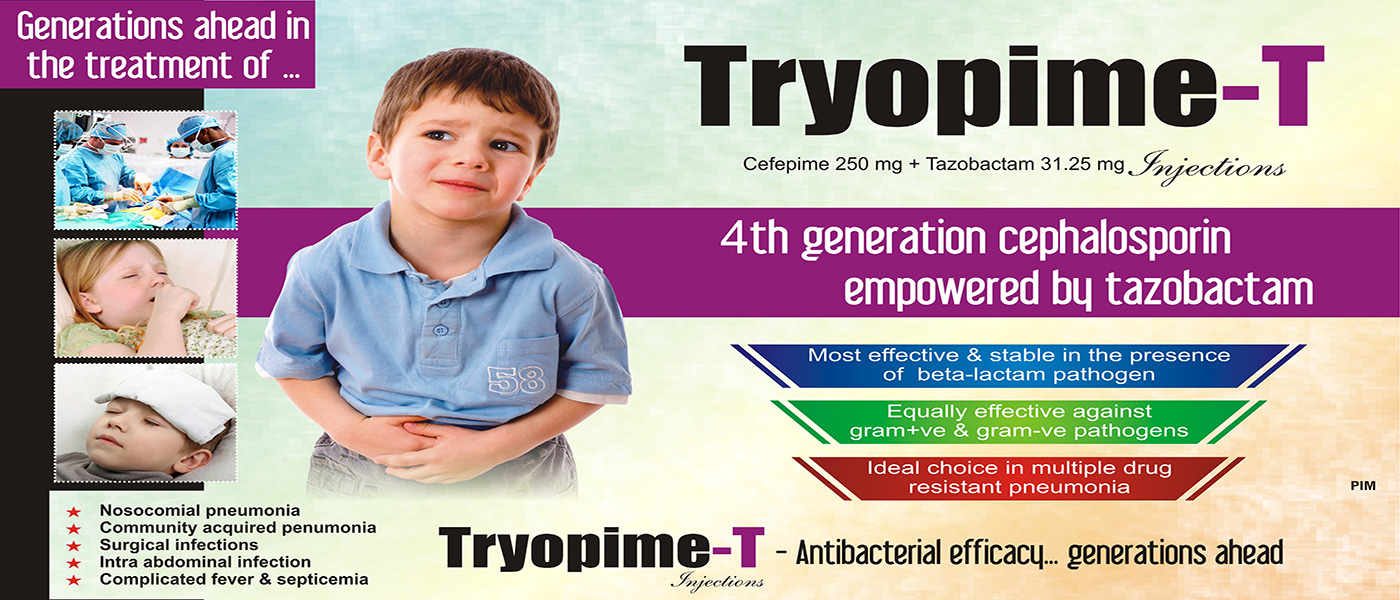 Generations ahead in
the treatment of ...
Tryopime-T
Cefepime 250 mg + Tazobactam 31.25 mg Injections
4th generation cephalosporin
empowered by tazobactam
58
Most effective & stable in the presence
of beta-lactam pathogen
Equally effective against
gram+ve & gram-ve pathogens
Ideal choice in multiple drug
resistant pneumonia
PIM
Nosocomial pneumonia
Community acquired penumonia
Surgical infections
Intra abdominal infection
Complicated fever & septicemia
Tryopime-T - Antibacterial efficacy... generations ahead
Injections